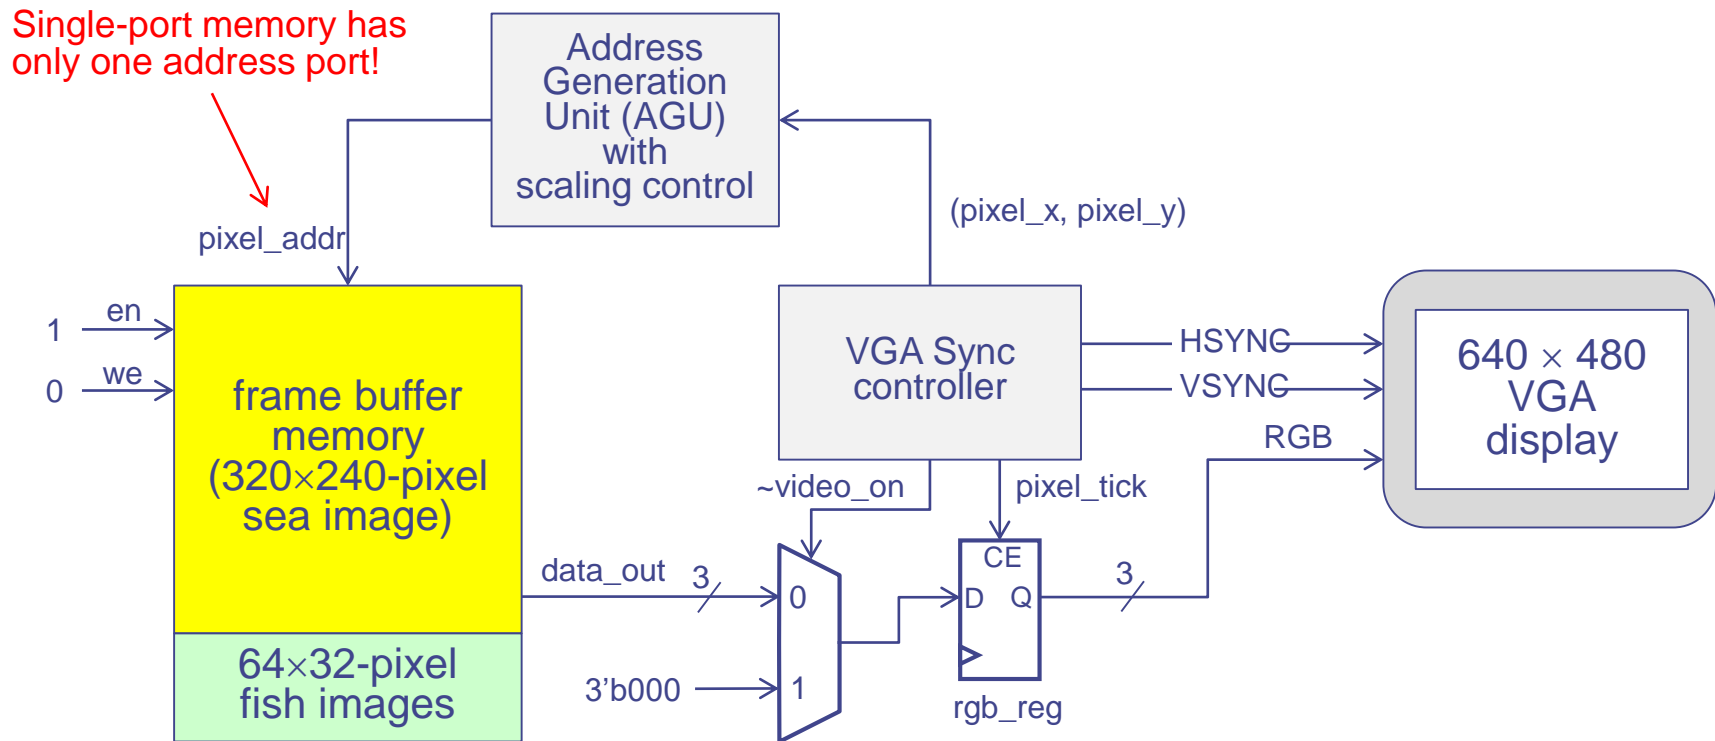 Single-port memory has
only one address port!
Address
Generation
Unit (AGU)
with
scaling control
(pixel_x, pixel_y)
pixel_addr
1
en
0
we
frame buffer
memory
(320×240-pixel
sea image)
64×32-pixel
fish images
VGA Sync
controller
HSYNC
VSYNC
RGB
640 × 480
VGA
display
~video_on
pixel_tick
data_out
3
0
1
3’b000
CE
D
Q
3
rgb_reg